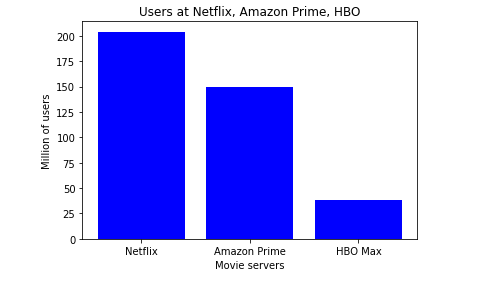 Users at Netflix, Amazon Prime, HBO
Million of users
200
175
150
125
100
75
50
25
0
Netflix Amazon Prime HBO Max
Movie servers